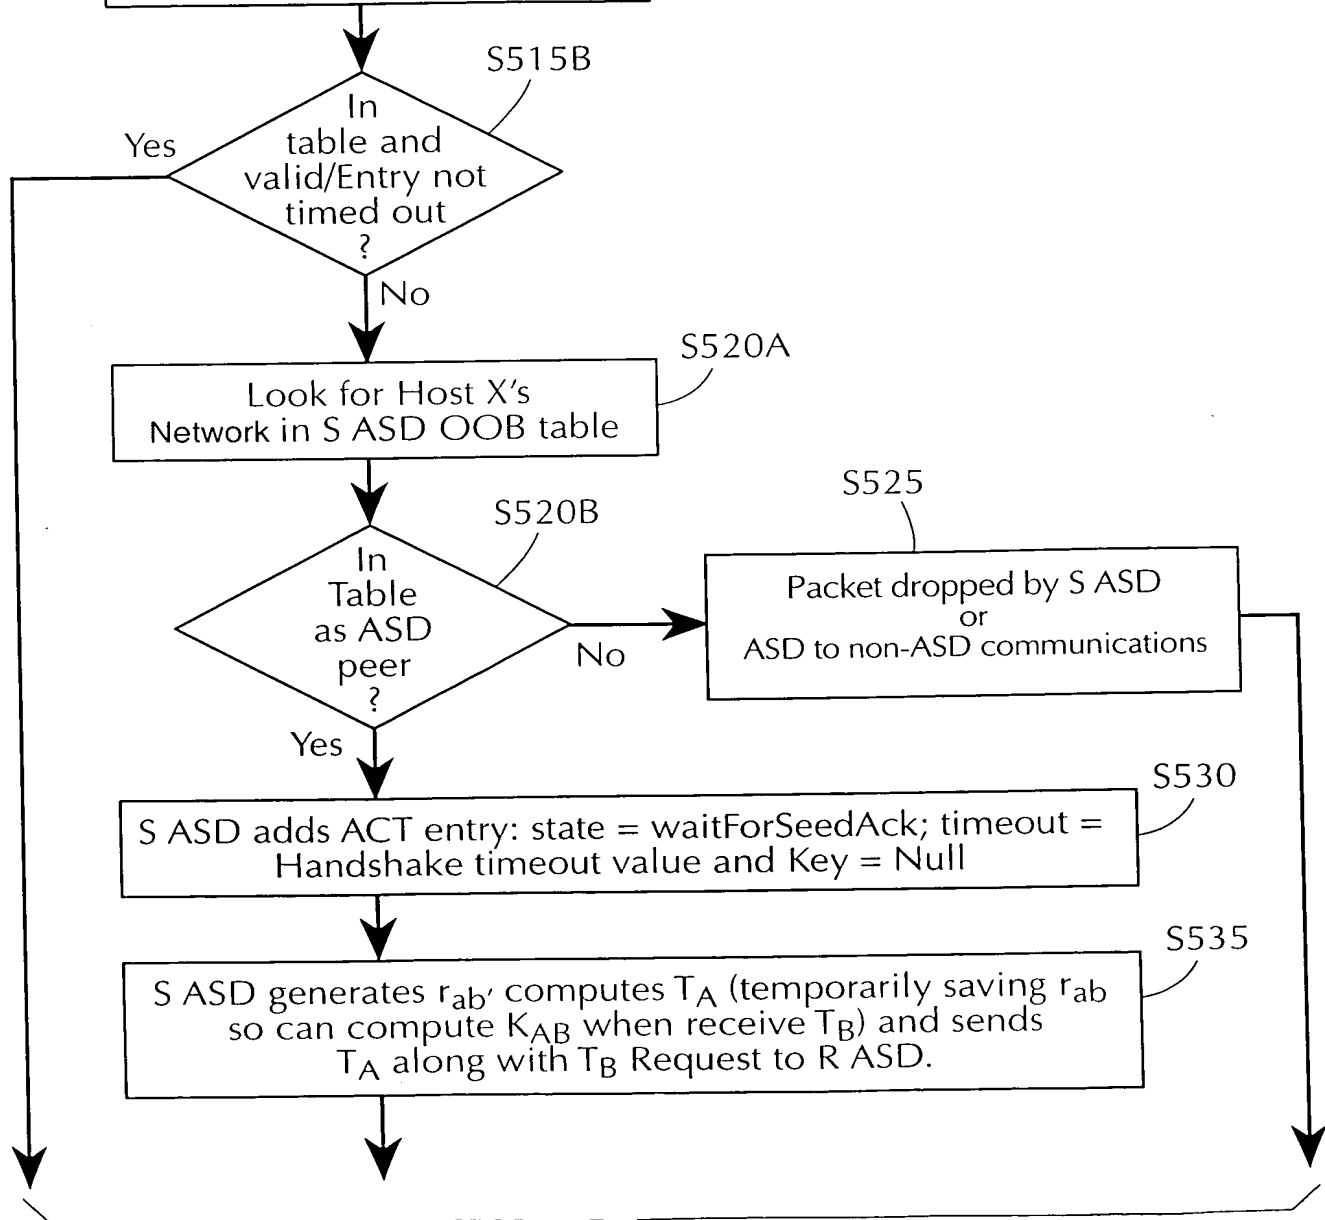 S515B
In
table and
valid/Entry not
timed out
?
Yes
No
S520A
Look for Host X's
Network in S ASD OOB table
S520B
In
Table
as ASD
peer
?
No
Yes
S525
Packet dropped by S ASD
or
ASD to non-ASD communications
S530
S ASD adds ACT entry: state = waitForSeedAck; timeout =
Handshake timeout value and Key = Null
S535
S ASD generates rab, computes TA (temporarily saving rab
so can compute KAB when receive TB) and sends
TA along with TB Request to R ASD.